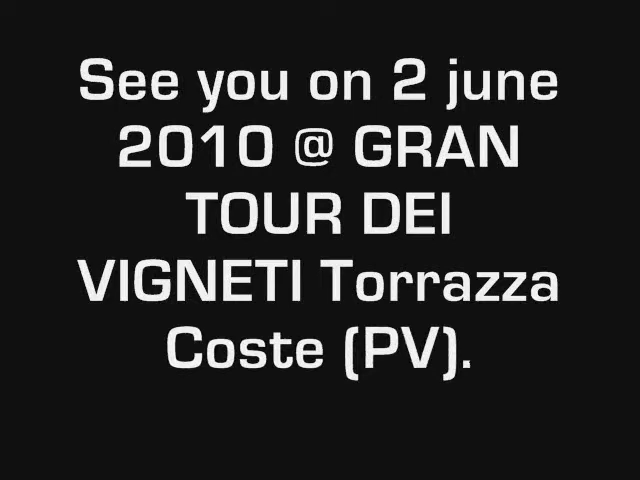 See you on 2 june
2010 @ GRAN
TOUR DEI
VIGNETI Torrazza
Coste (PV).